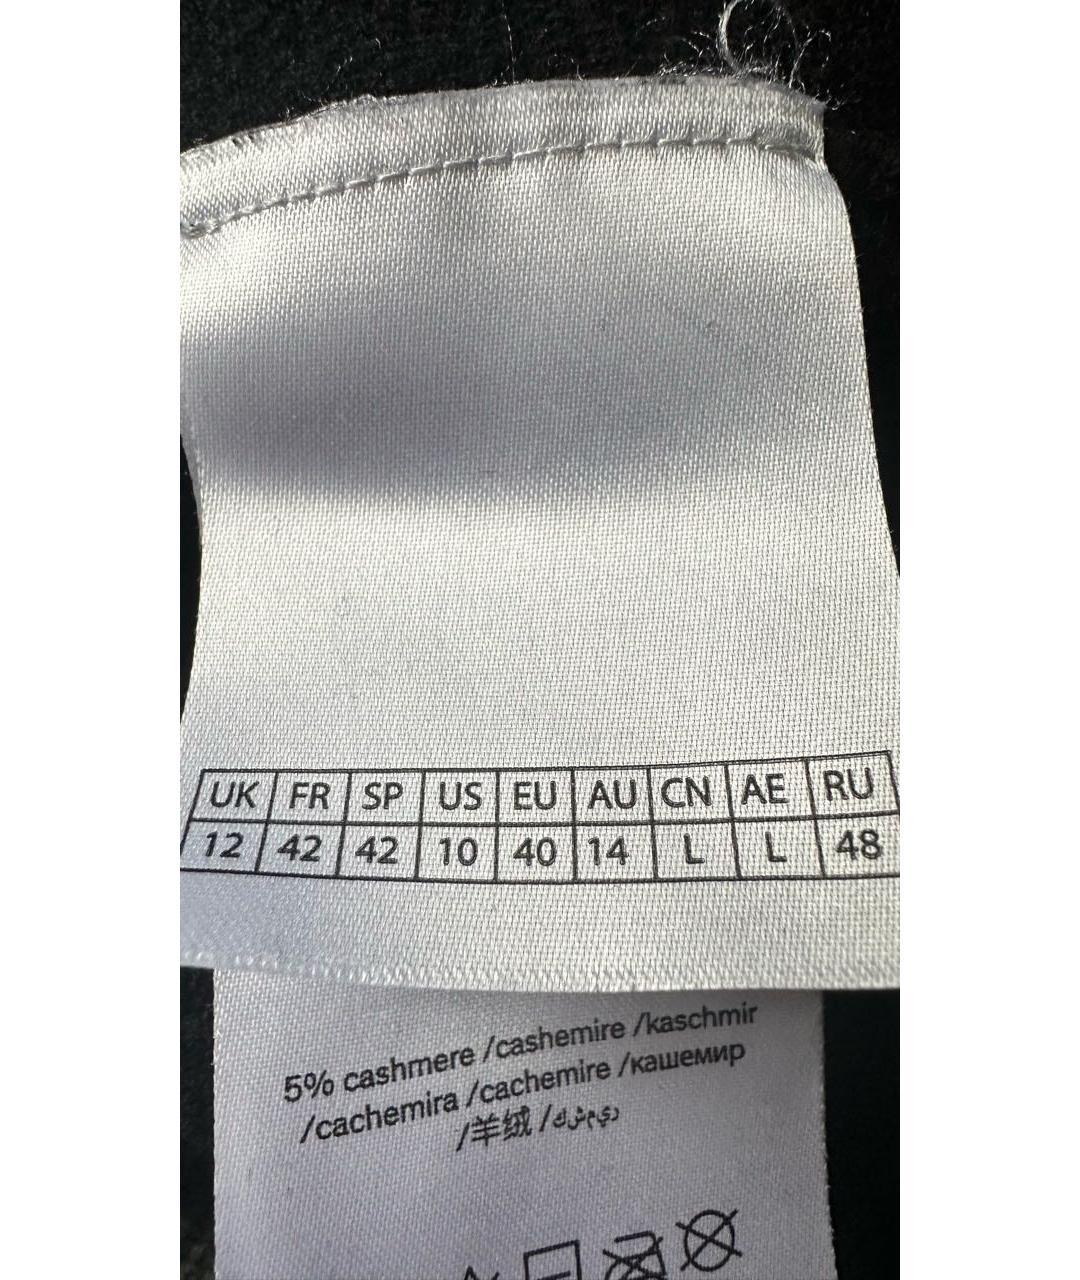 UK FR SP US EU AU CN AE RU
12 42 42 10 40 14 L L 48
5% cashmere /cashemire /kaschmir
/cachemira /cachemire /кашемир
/羊绒 /